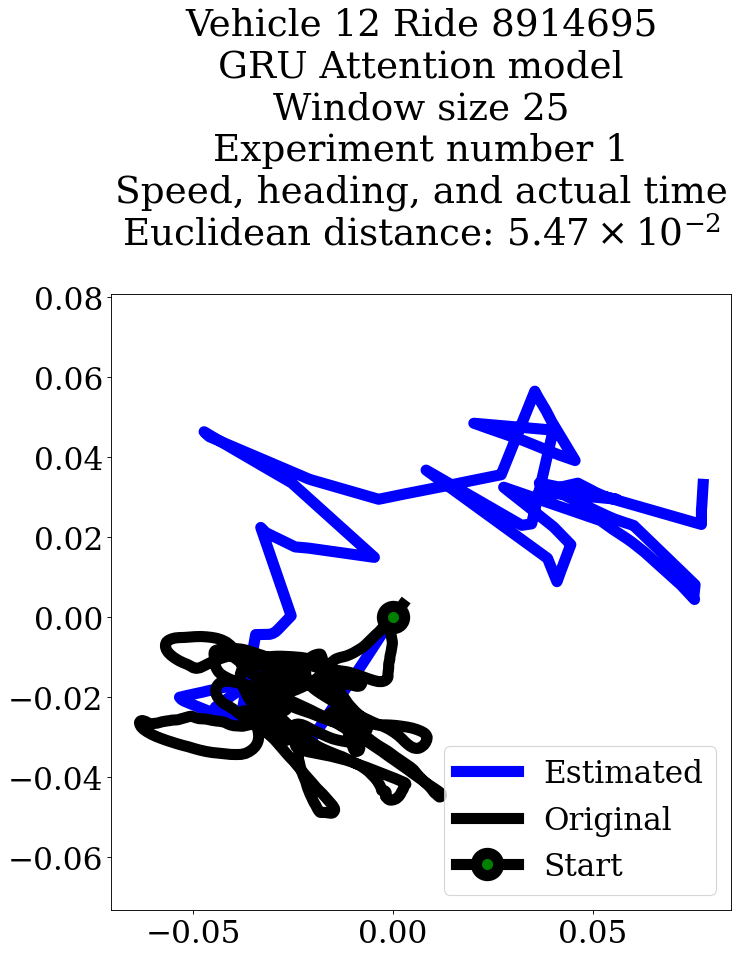 Vehicle 12 Ride 8914695
GRU Attention model
Window size 25
Experiment number 1
Speed, heading, and actual time
Euclidean distance: 5.47 × 10⁻²
0.08
0.06
0.04
0.02
0.00
−0.02
−0.04
−0.06
Estimated
Original
Start
−0.05
0.00
0.05